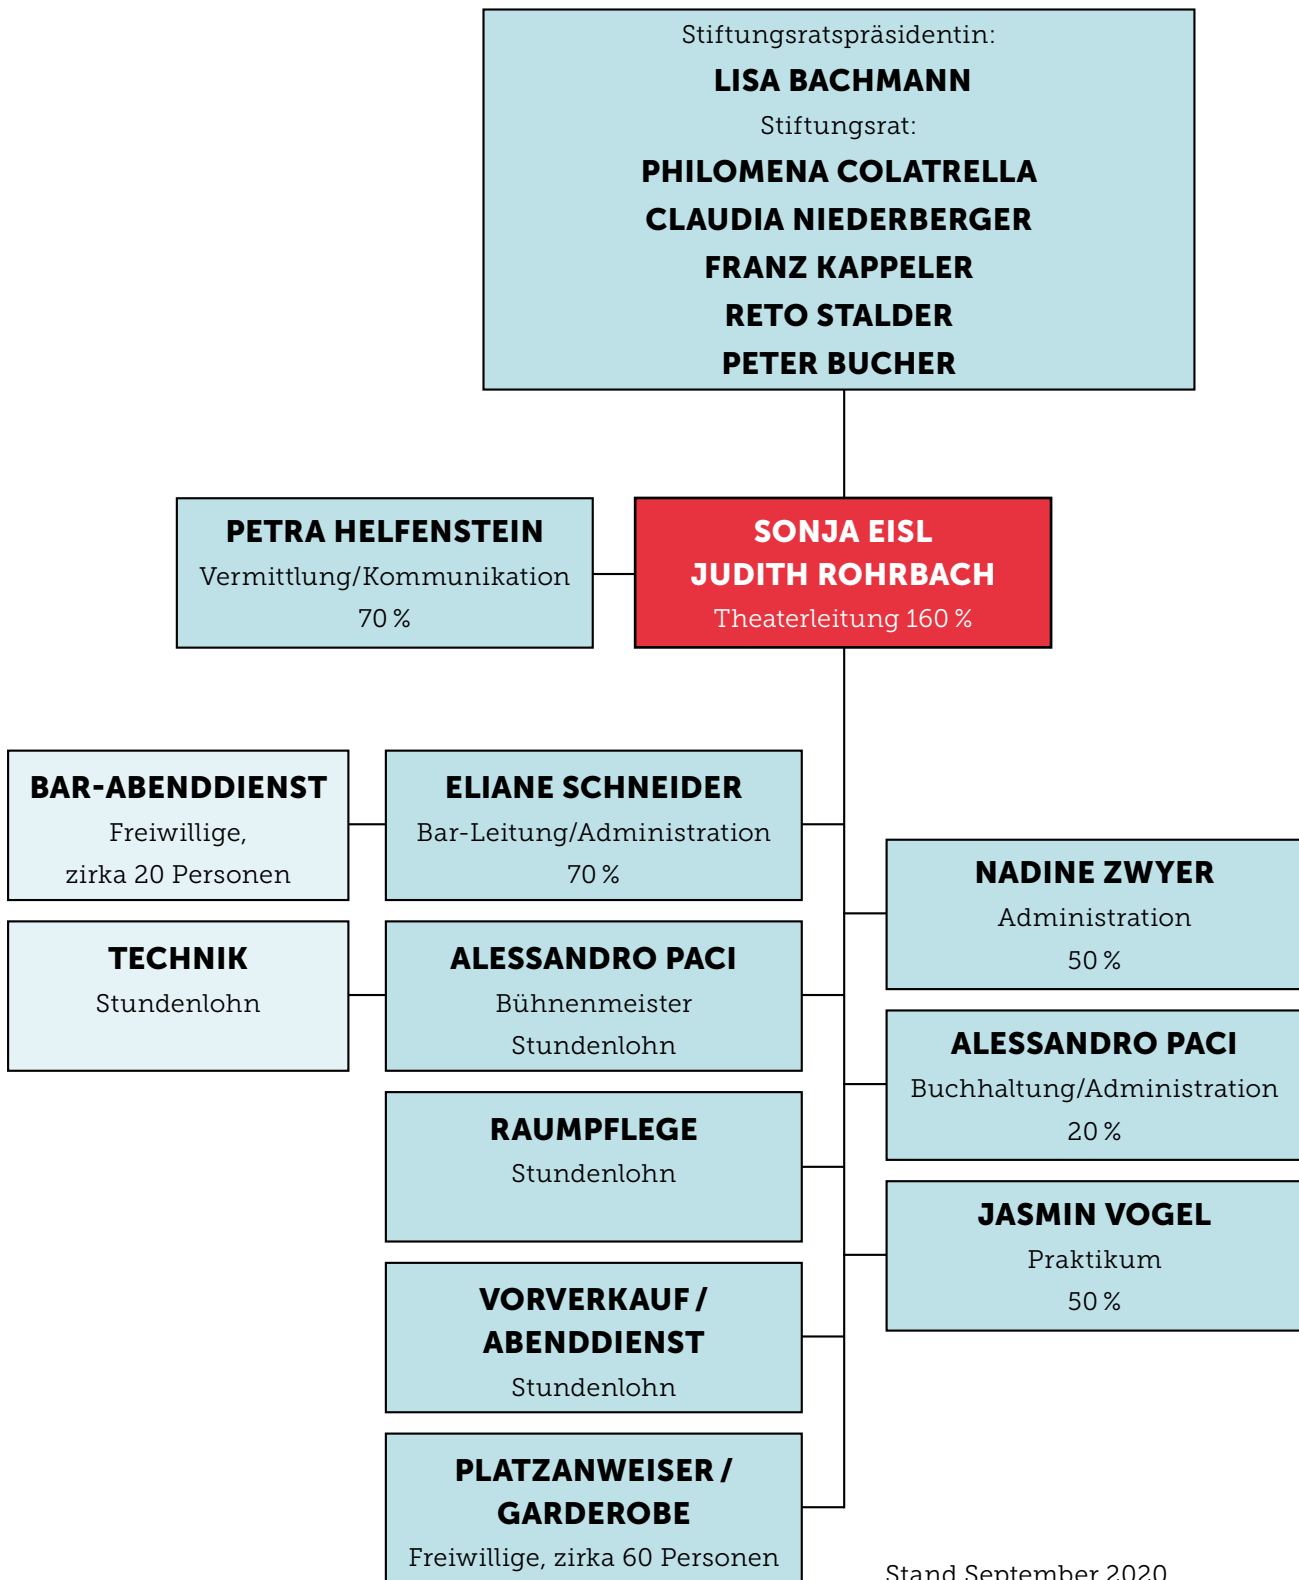 Stiftungsratspräsidentin:
LISA BACHMANN
Stiftungsrat:
PHILOMENA COLATRELLA
CLAUDIA NIEDERBERGER
FRANZ KAPPELER
RETO STALDER
PETER BUCHER
PETRA HELFENSTEIN
Vermittlung/Kommunikation
70 %
SONJA EISL
JUDITH ROHRBACH
Theaterleitung 160 %
BAR-ABENDDIENST
Freiwillige,
zirka 20 Personen
ELIANE SCHNEIDER
Bar-Leitung/Administration
70 %
NADINE ZWYER
Administration
50 %
TECHNIK
Stundenlohn
ALESSANDRO PACI
Bühnenmeister
Stundenlohn
ALESSANDRO PACI
Buchhaltung/Administration
20 %
RAUMPFLEGE
Stundenlohn
JASMIN VOGEL
Praktikum
50 %
VORVERKAUF /
ABENDDIENST
Stundenlohn
PLATZANWEISER /
GARDEROBE
Freiwillige, zirka 60 Personen
Stand September 2020